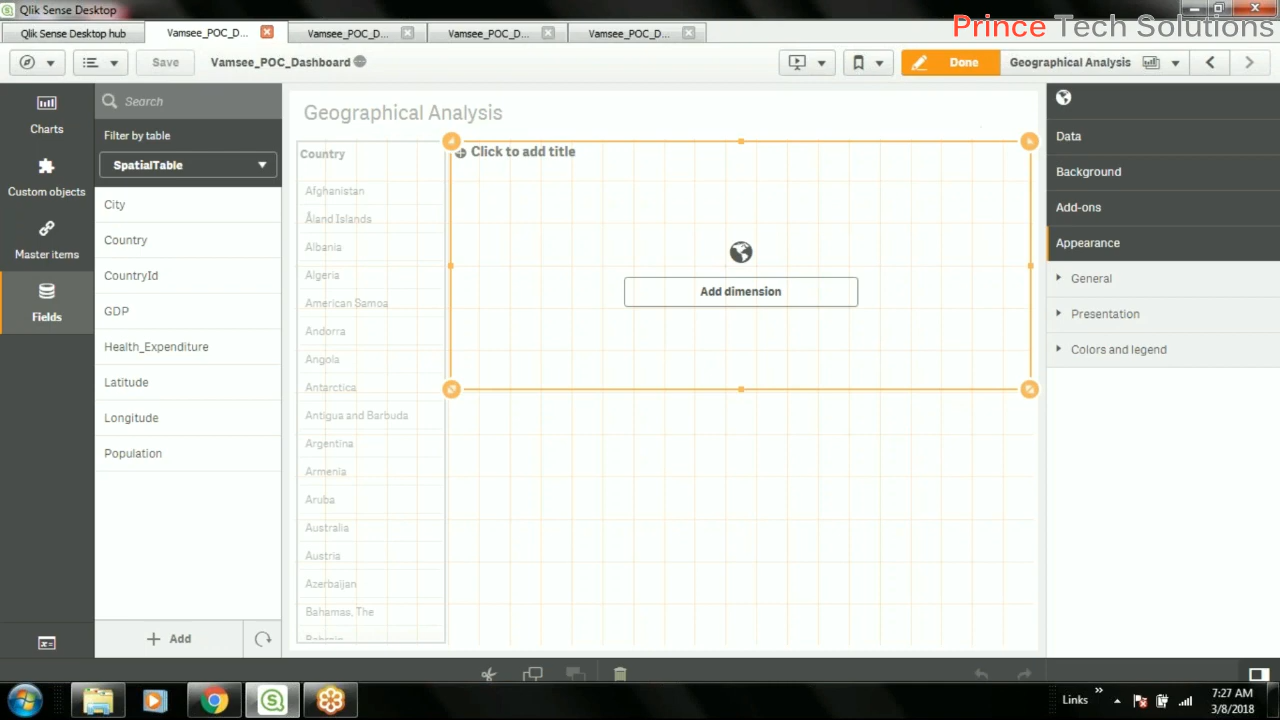 Qlik Sense Desktop
Prince Tech Solutions
Qlik Sense Desktop hub
Vamsee_POC_D...
Vamsee_POC_D...
Vamsee_POC_D...
Vamsee_POC_D...
Save
Vamsee_POC_Dashboard
Done
Geographical Analysis
Charts
Custom objects
Master items
Fields
Search
Filter by table
SpatialTable
City
Country
CountryId
GDP
Health_Expenditure
Latitude
Longitude
Population
Add
Geographical Analysis
Country
Afghanistan
Åland Islands
Albania
Algeria
American Samoa
Andorra
Angola
Antarctica
Antigua and Barbuda
Argentina
Armenia
Aruba
Australia
Austria
Azerbaijan
Bahamas, The
Bahrain
Click to add title
Add dimension
Data
Background
Add-ons
Appearance
General
Presentation
Colors and legend
Links
7:27 AM
3/8/2018